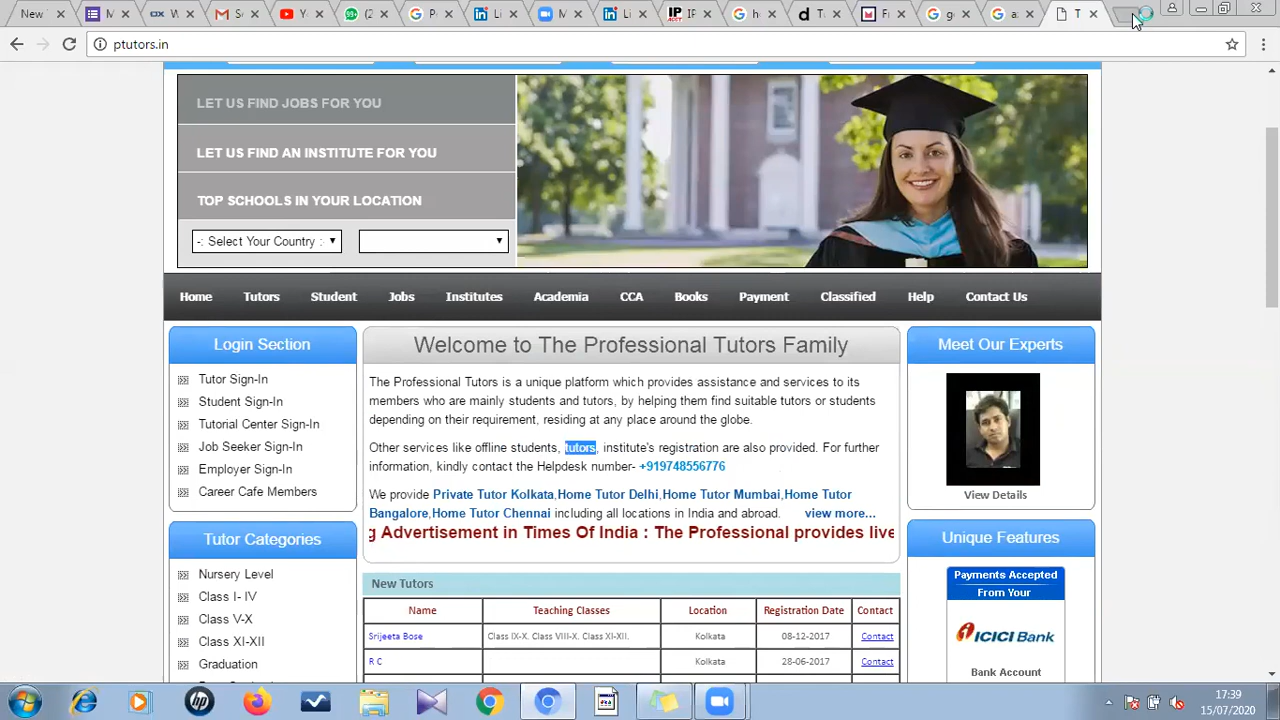 New
M
W
Sr
Y
(2
P
Li
M
Li
IP
h
T
Fr
g
a
T
ptutors.in
LET US FIND JOBS FOR YOU
LET US FIND AN INSTITUTE FOR YOU
TOP SCHOOLS IN YOUR LOCATION
-: Select Your Country :
Home Tutors Student Jobs Institutes Academia CCA Books Payment Classified Help Contact Us
Login Section
Tutor Sign-In
Student Sign-In
Tutorial Center Sign-In
Job Seeker Sign-In
Employer Sign-In
Career Cafe Members
Tutor Categories
Nursery Level
Class I- IV
Class V-X
Class XI-XII
Graduation
Welcome to The Professional Tutors Family
The Professional Tutors is a unique platform which provides assistance and services to its
members who are mainly students and tutors, by helping them find suitable tutors or students
depending on their requirement, residing at any place around the globe.
Other services like offline students, tutors, institute's registration are also provided. For further
information, kindly contact the Helpdesk number- +919748556776
We provide Private Tutor Kolkata,Home Tutor Delhi,Home Tutor Mumbai,Home Tutor
Bangalore,Home Tutor Chennai including all locations in India and abroad. view more...
g Advertisement in Times Of India : The Professional provides live
New Tutors
Name Teaching Classes Location Registration Date Contact
Srijeeta Bose Class IX-X. Class VIII-X. Class XI-XII. Kolkata 08-12-2017 Contact
R C Kolkata 28-06-2017 Contact
Meet Our Experts
View Details
Unique Features
Payments Accepted
From Your
ICICI Bank
Bank Account
17:39
15/07/2020